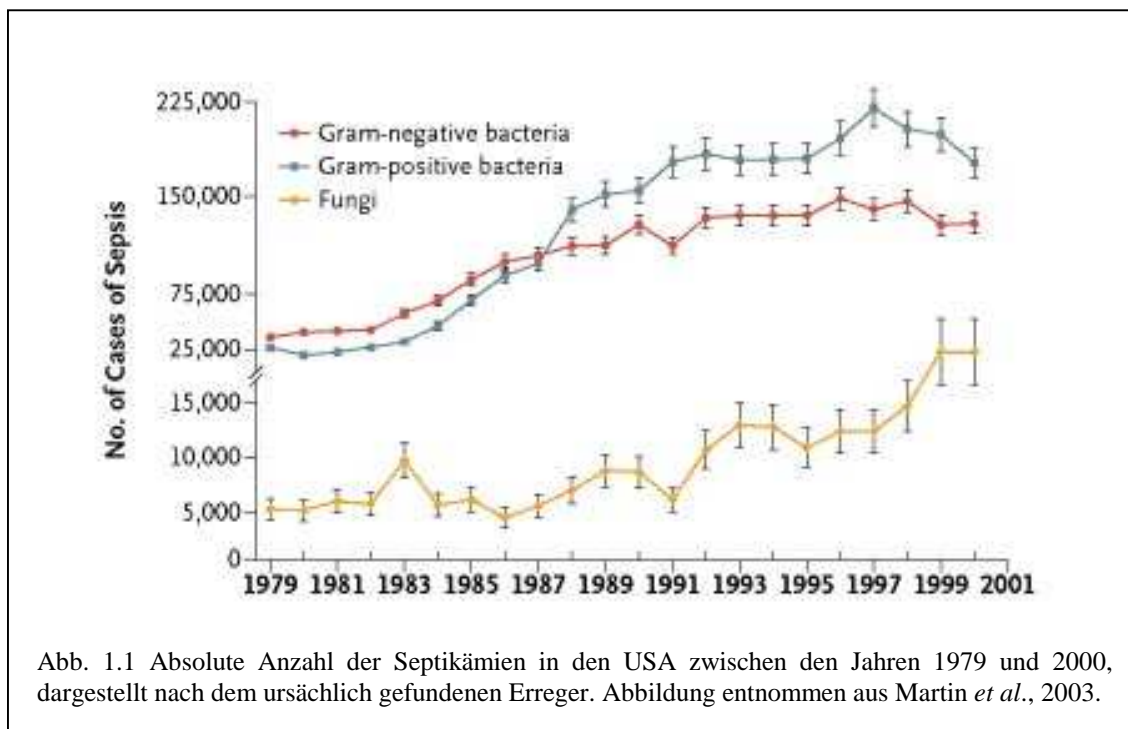 225,000
Gram-negative bacteria
Gram-positive bacteria
150,000
Fungi
75,000
25,000
15,000
10,000
5,000
0
No. of Cases of Sepsis
1979 1981 1983 1985 1987 1989 1991 1993 1995 1997 1999 2001
Abb. 1.1 Absolute Anzahl der Septikämien in den USA zwischen den Jahren 1979 und 2000,
dargestellt nach dem ursächlich gefundenen Erreger. Abbildung entnommen aus Martin et al., 2003.